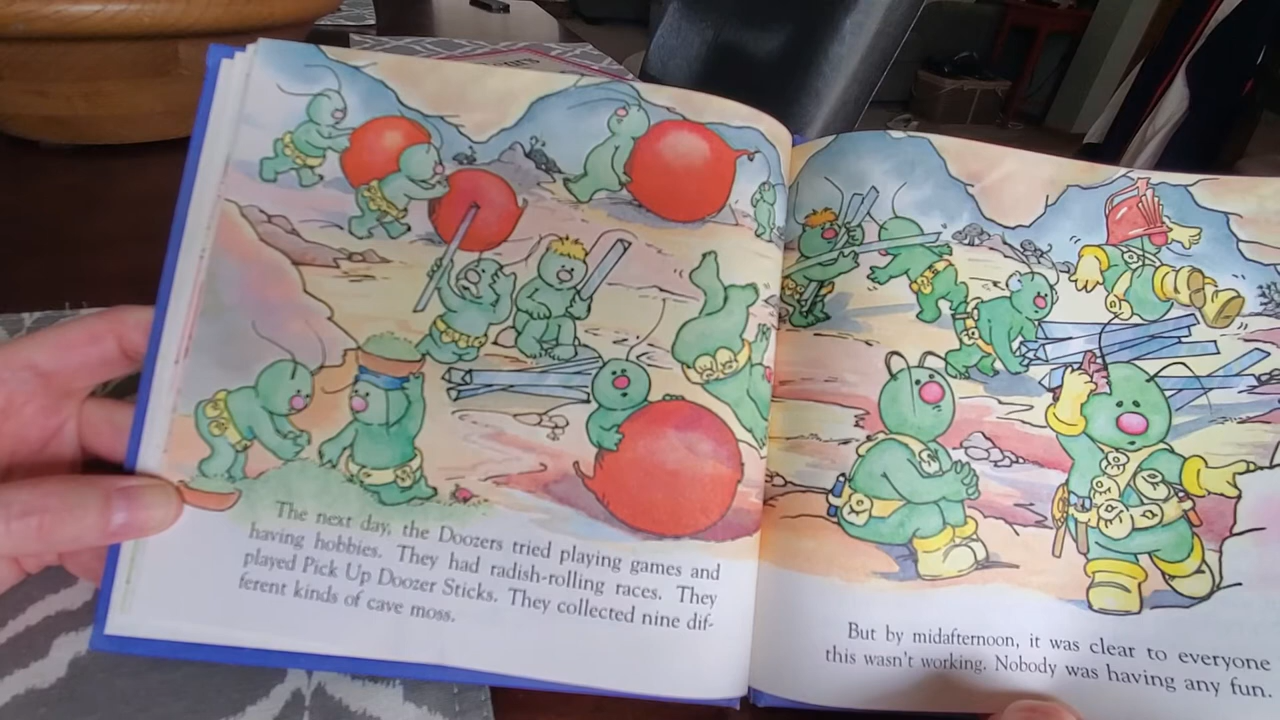 The next day, the Doozers tried playing games and
having hobbies. They had radish-rolling races. They
played Pick Up Doozer Sticks. They collected nine dif-
ferent kinds of cave moss.
But by midafternoon, it was clear to everyone
this wasn't working. Nobody was having any fun.